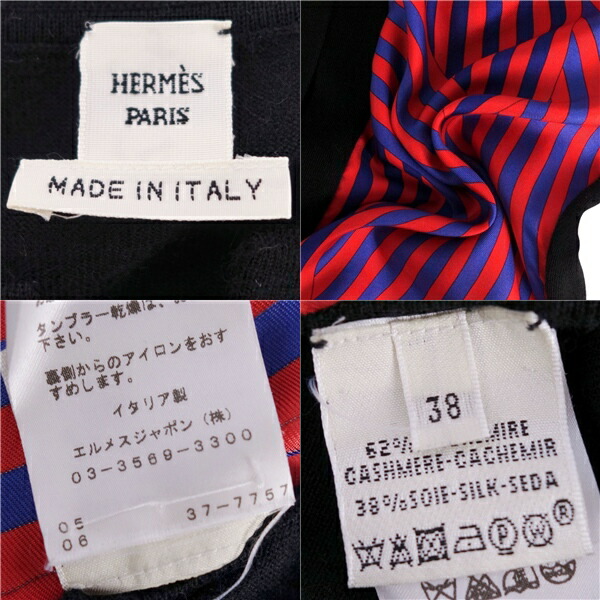 HERMÈS
PARIS
MADE IN ITALY
タンブラー乾燥は、
下さい。
裏側からのアイロンをおす
すめします。
イタリア製
エルメスジャポン（株）
03-3569-3300
05 37-7757
06
38
62%
CASHMERE-CACHEMIR
38%SOIE-SILK-SEDA